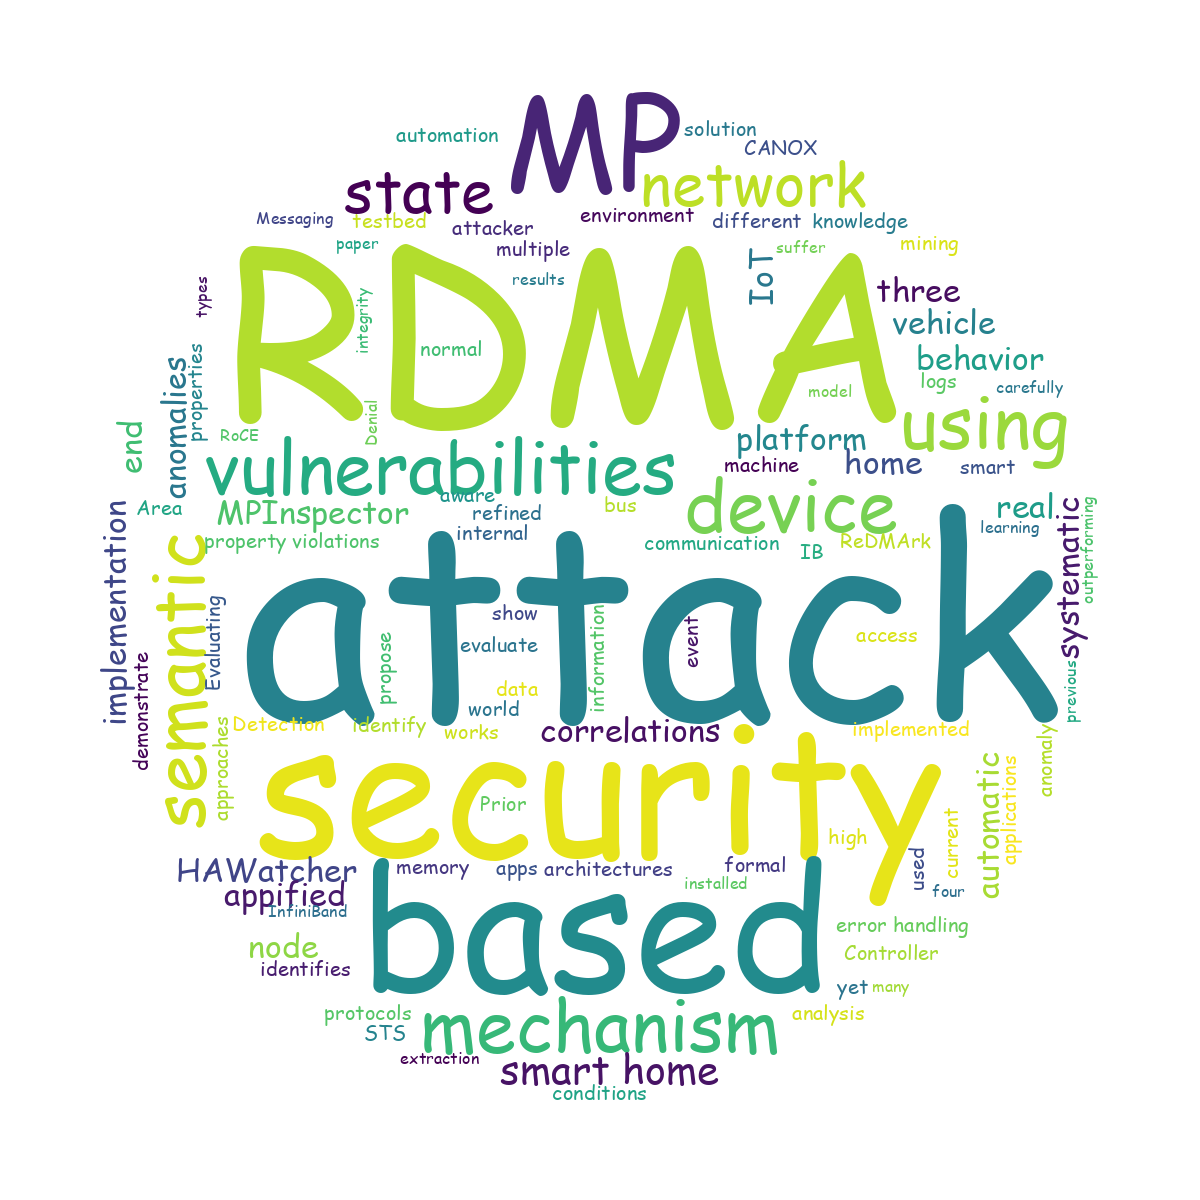 MP
automation
solution
CANOX
state
network
Messaging
testbed
attacker
environment
different
knowledge
paper
multiple
suffer
mining
results
types
integrity
RDMA
IoT
three
vehicle
behavior
normal
model
logs
carefully
anomalies
properties
end
RoCE
Denial
using
platform
vulnerabilities
machine
home
smart
aware
device
real
Area
MPInspector
refined
bus
learning
internal
property violations
communication
IB
ReDMArk
implementation
semantic
attack
systematic
outperforming
Evaluating
show
information
event
access
evaluate
propose
demonstrate
data
world
previous
Detection
identify
works
correlations
implemented
approaches
security
anomaly
automatic
applications
Prior
high
current
used
HAWatcher
memory
apps
architectures
formal
installed
four
appified
InfiniBand
based
error handling
node
Controller
identifies
yet
many
protocols
STS
mechanism
analysis
extraction
smart home
conditions